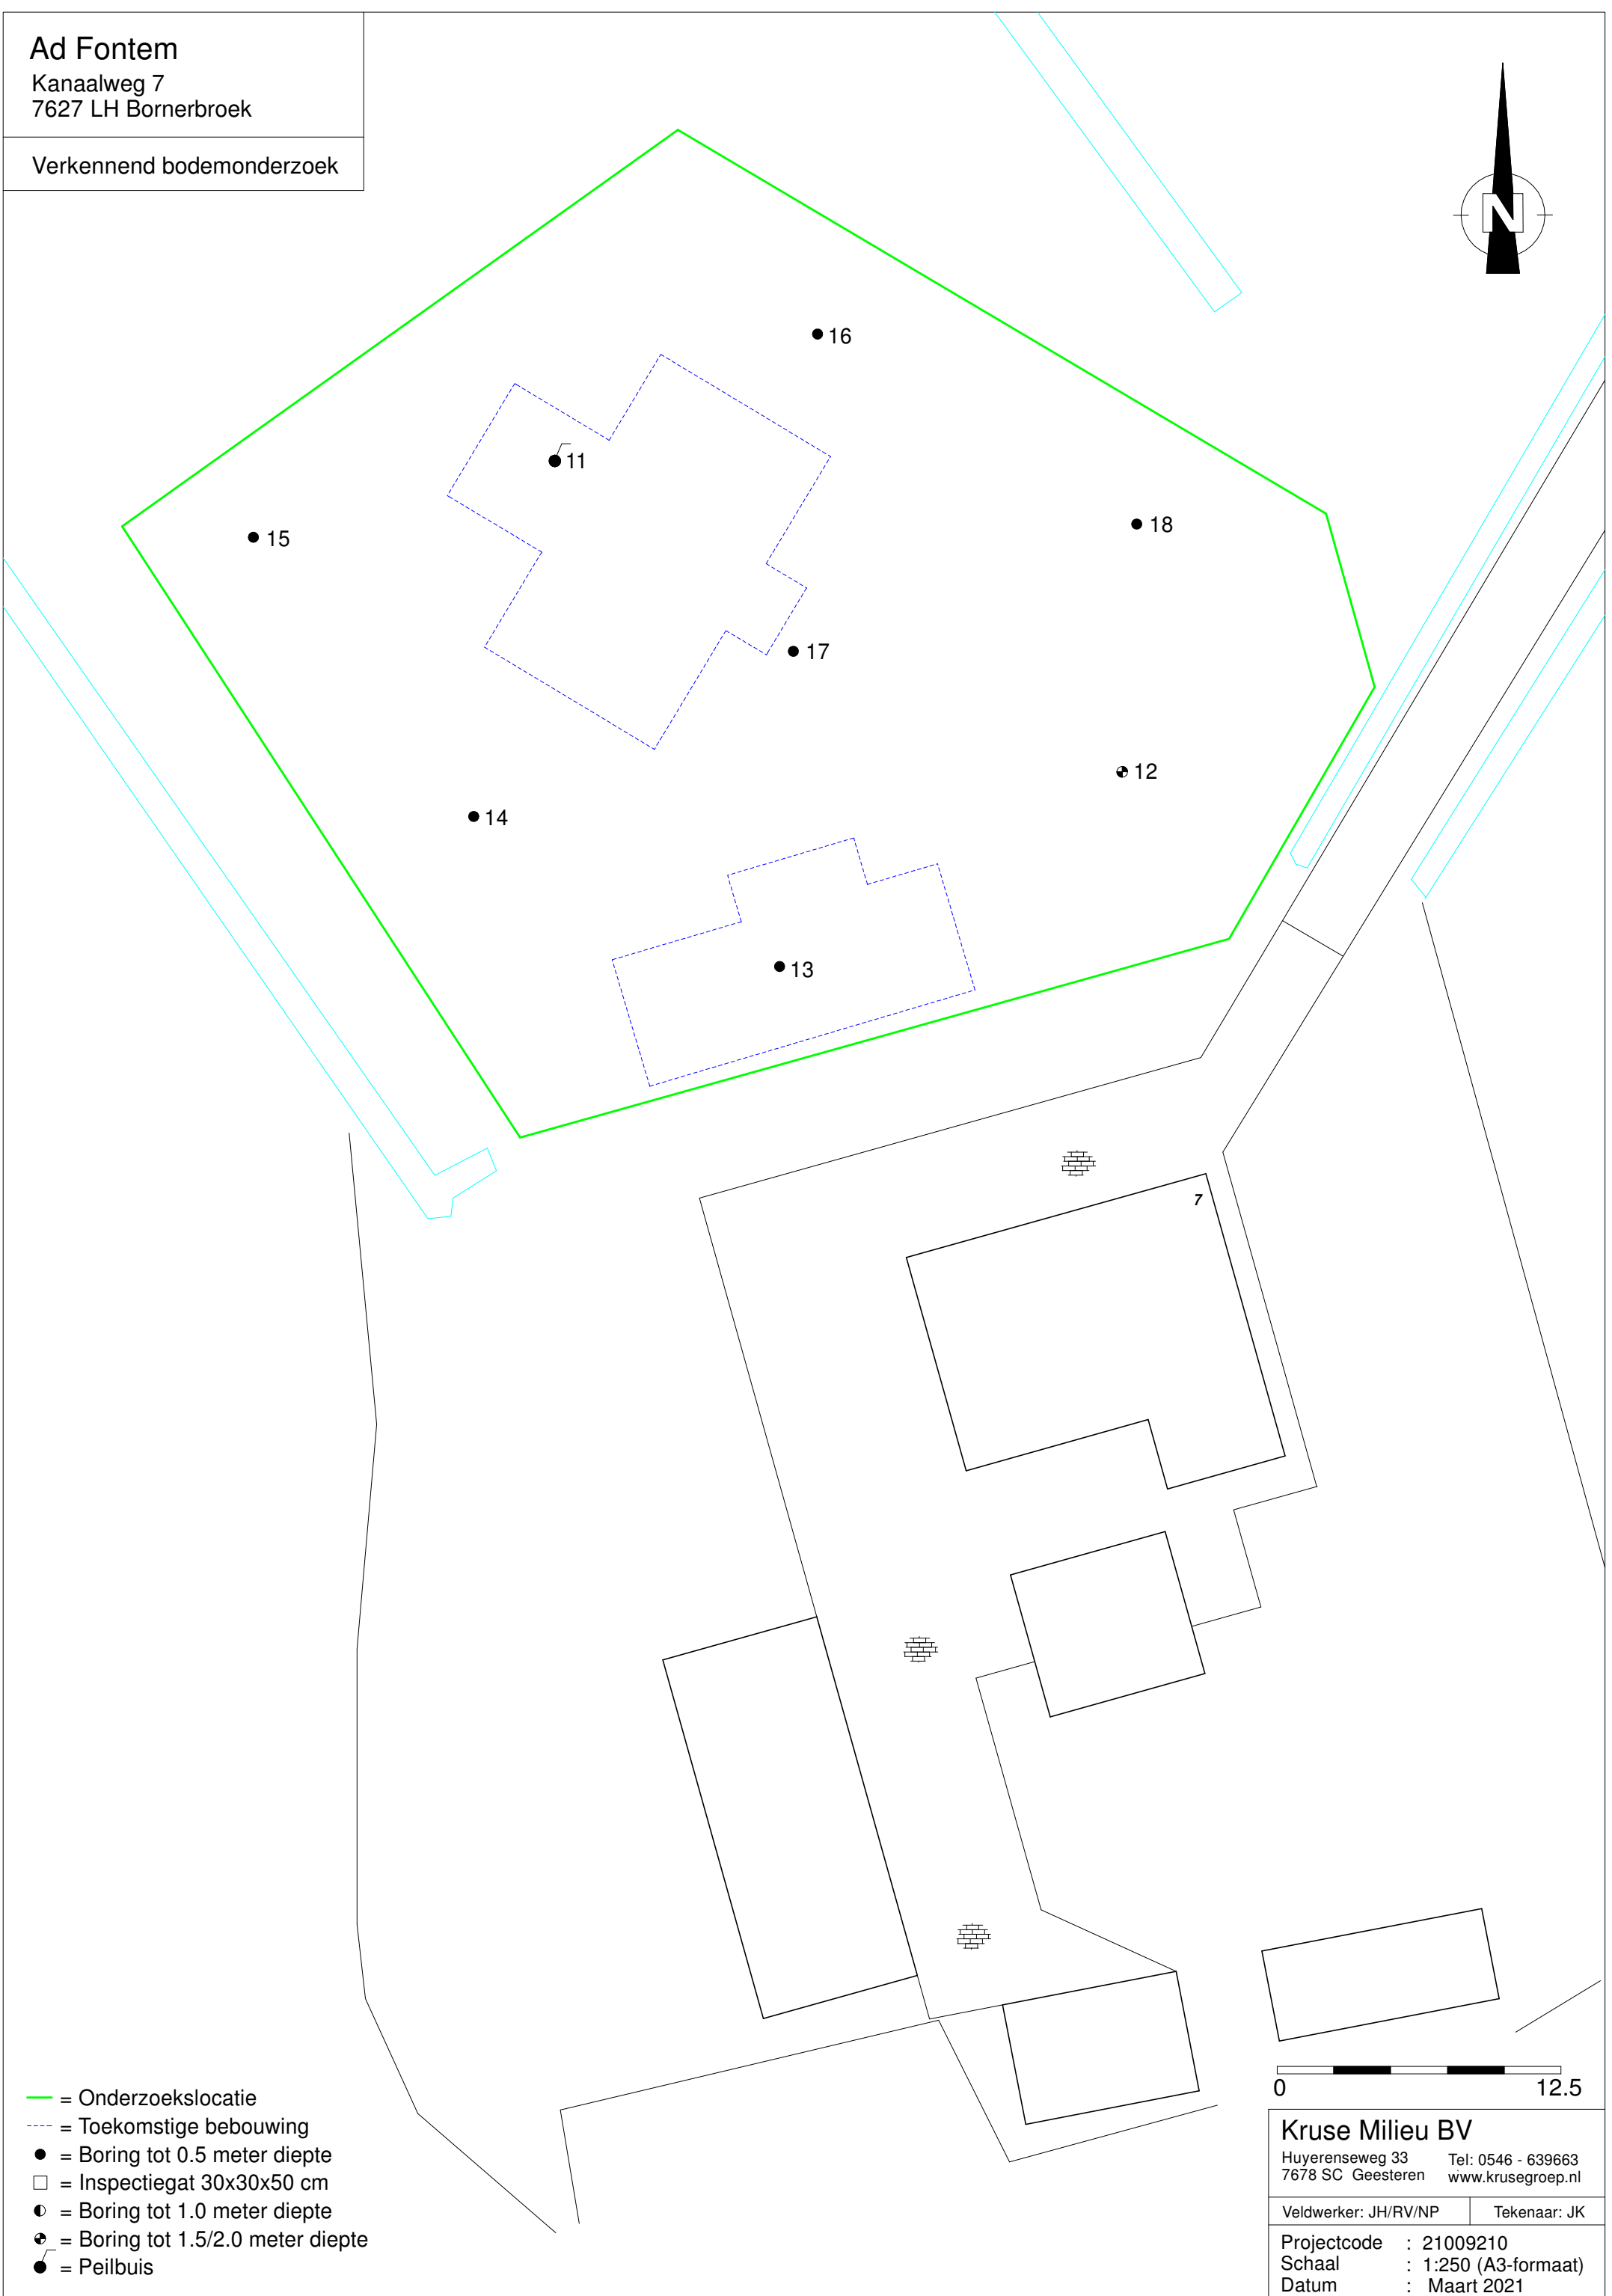 Ad Fontem
Kanaalweg 7
7627 LH Bornerbroek
Verkennend bodemonderzoek
N
16
11
15
18
17
12
14
13
7
= Onderzoekslocatie
= Toekomstige bebouwing
= Boring tot 0.5 meter diepte
= Inspectiegat 30x30x50 cm
= Boring tot 1.0 meter diepte
= Boring tot 1.5/2.0 meter diepte
= Peilbuis
0 12.5
Kruse Milieu BV
Huyerenseweg 33 Tel: 0546 - 639663
7678 SC Geesteren www.krusegroep.nl
Veldwerker: JH/RV/NP Tekenaar: JK
Projectcode : 21009210
Schaal : 1:250 (A3-formaat)
Datum : Maart 2021